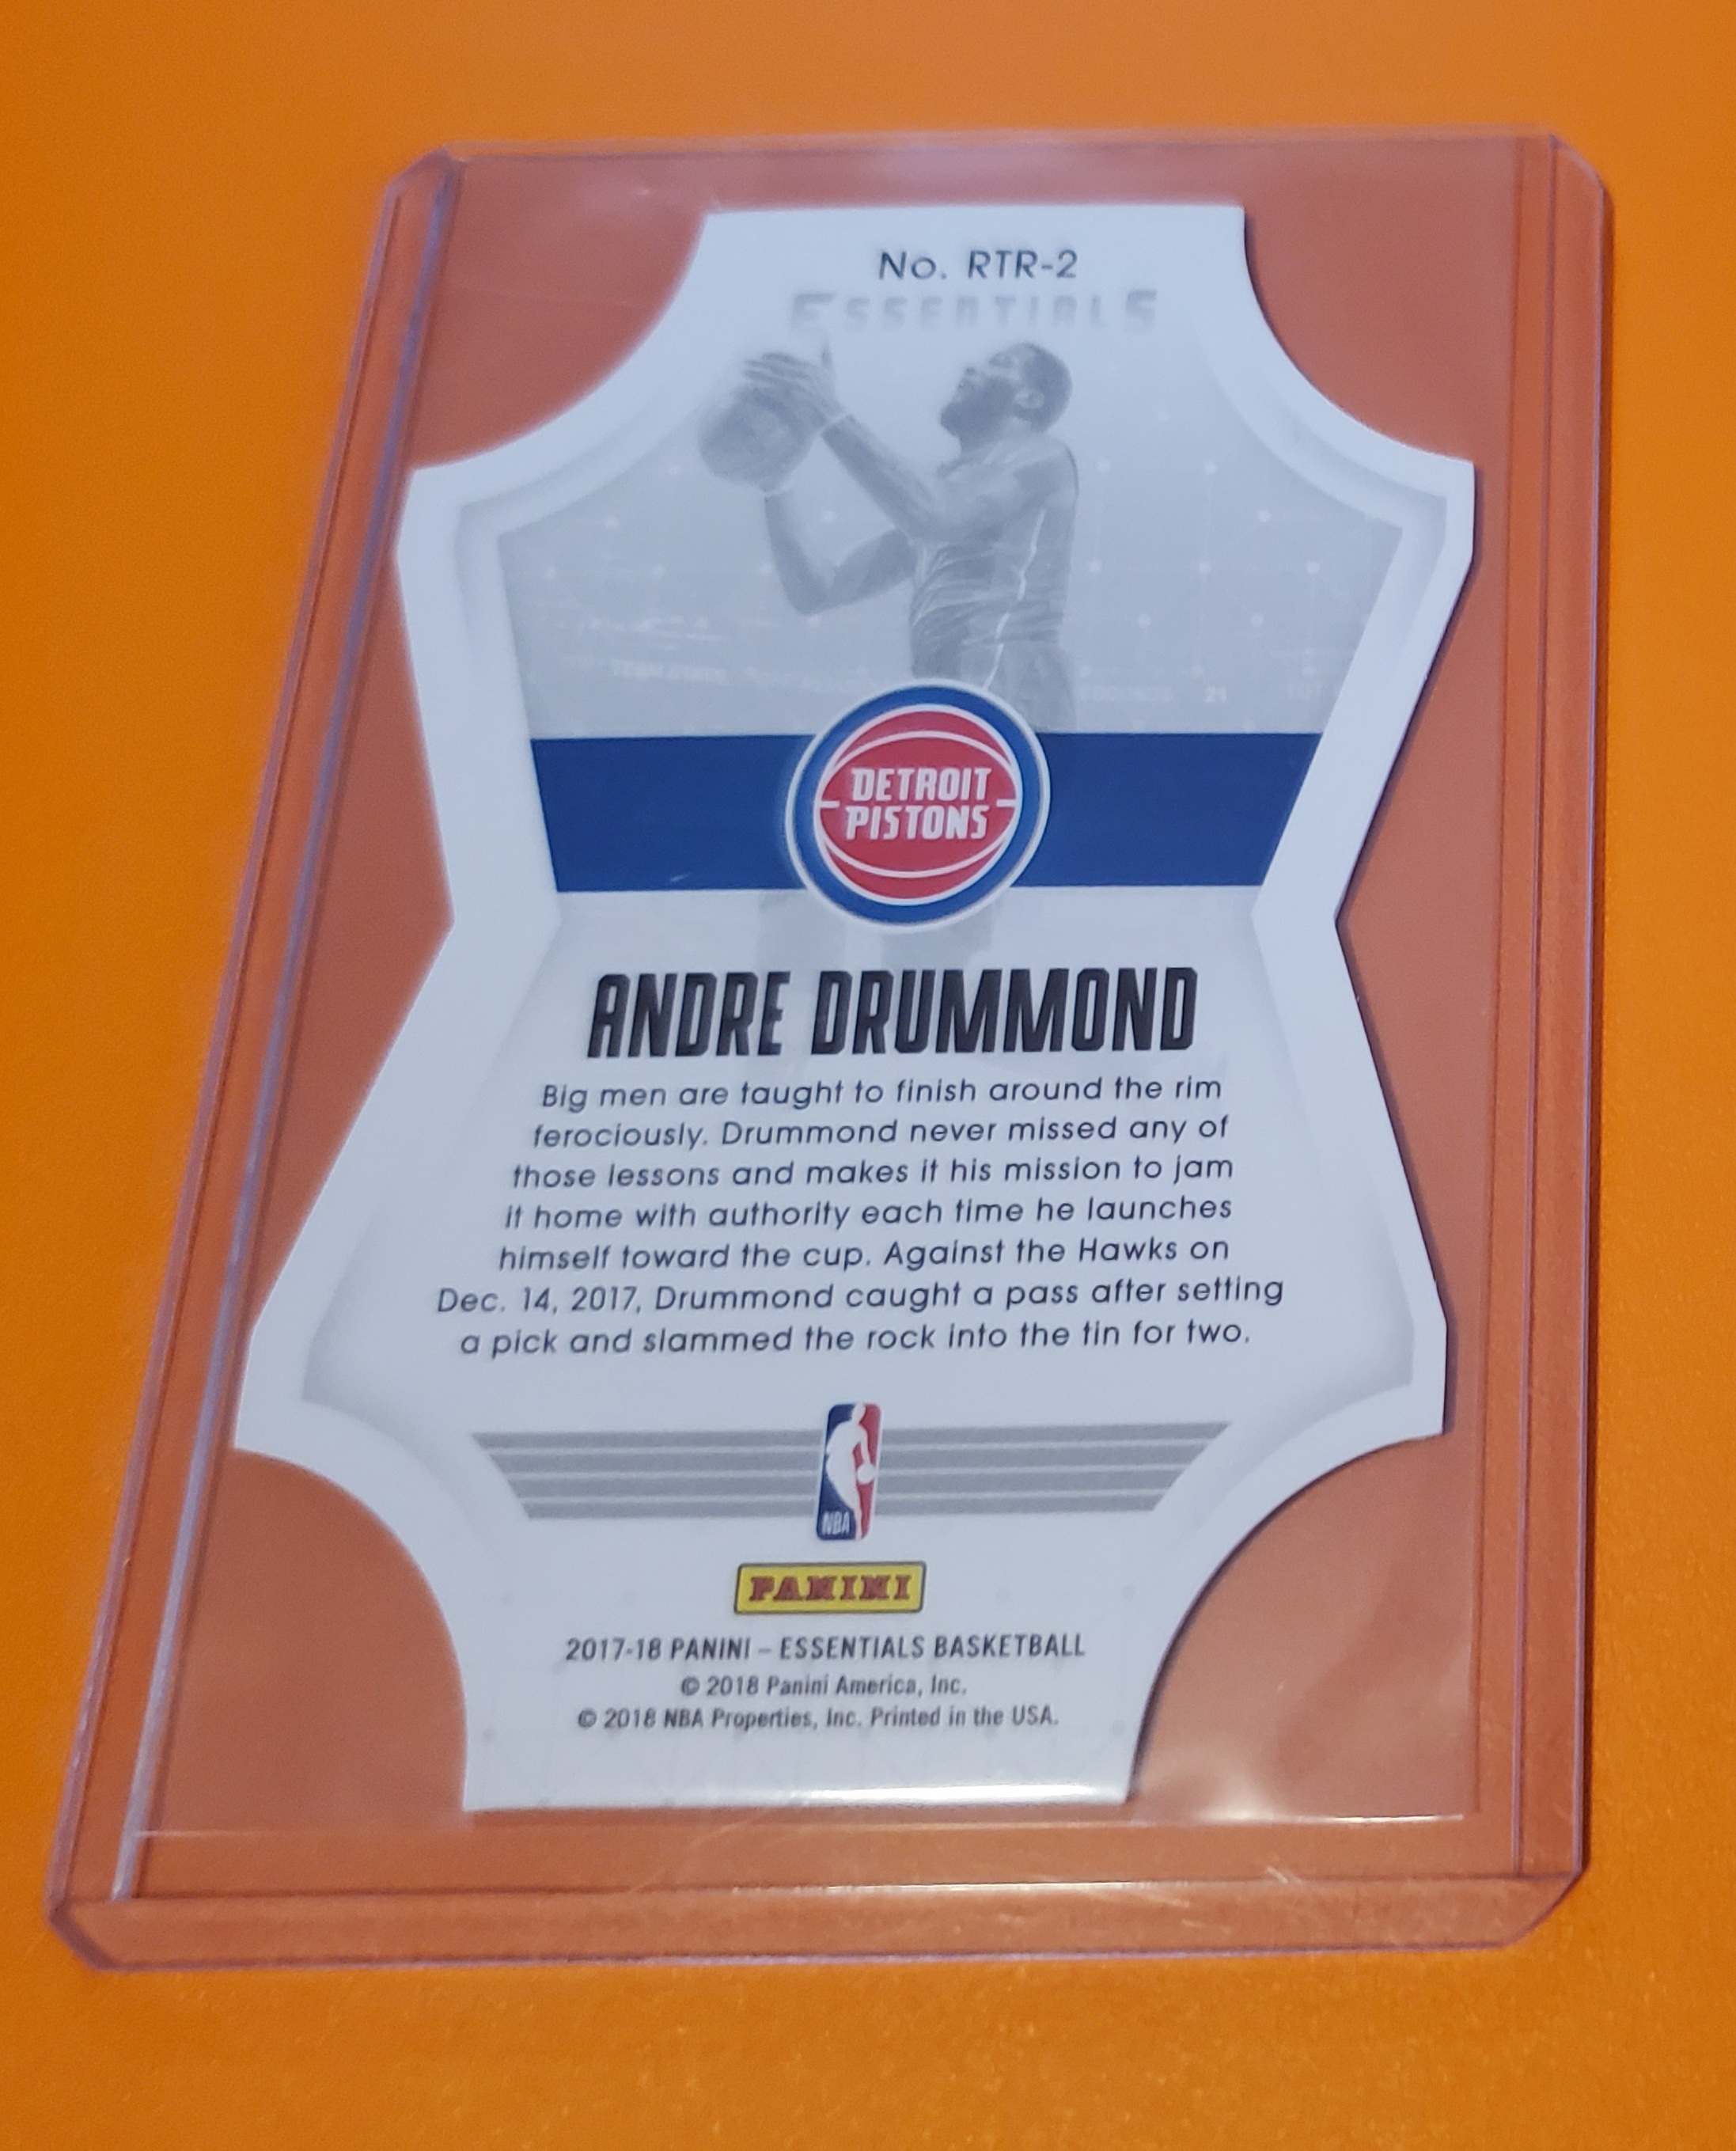 No. RTR-2
ESSENTIALS
21
DETROIT
PISTONS
ANDRE DRUMMOND
Big men are taught to finish around the rim
ferociously. Drummond never missed any of
those lessons and makes it his mission to jam
it home with authority each time he launches
himself toward the cup. Against the Hawks on
Dec. 14, 2017, Drummond caught a pass after setting
a pick and slammed the rock into the tin for two.
NBA
PANINI
2017-18 PANINI – ESSENTIALS BASKETBALL
© 2018 Panini America, Inc.
© 2018 NBA Properties, Inc. Printed in the USA.